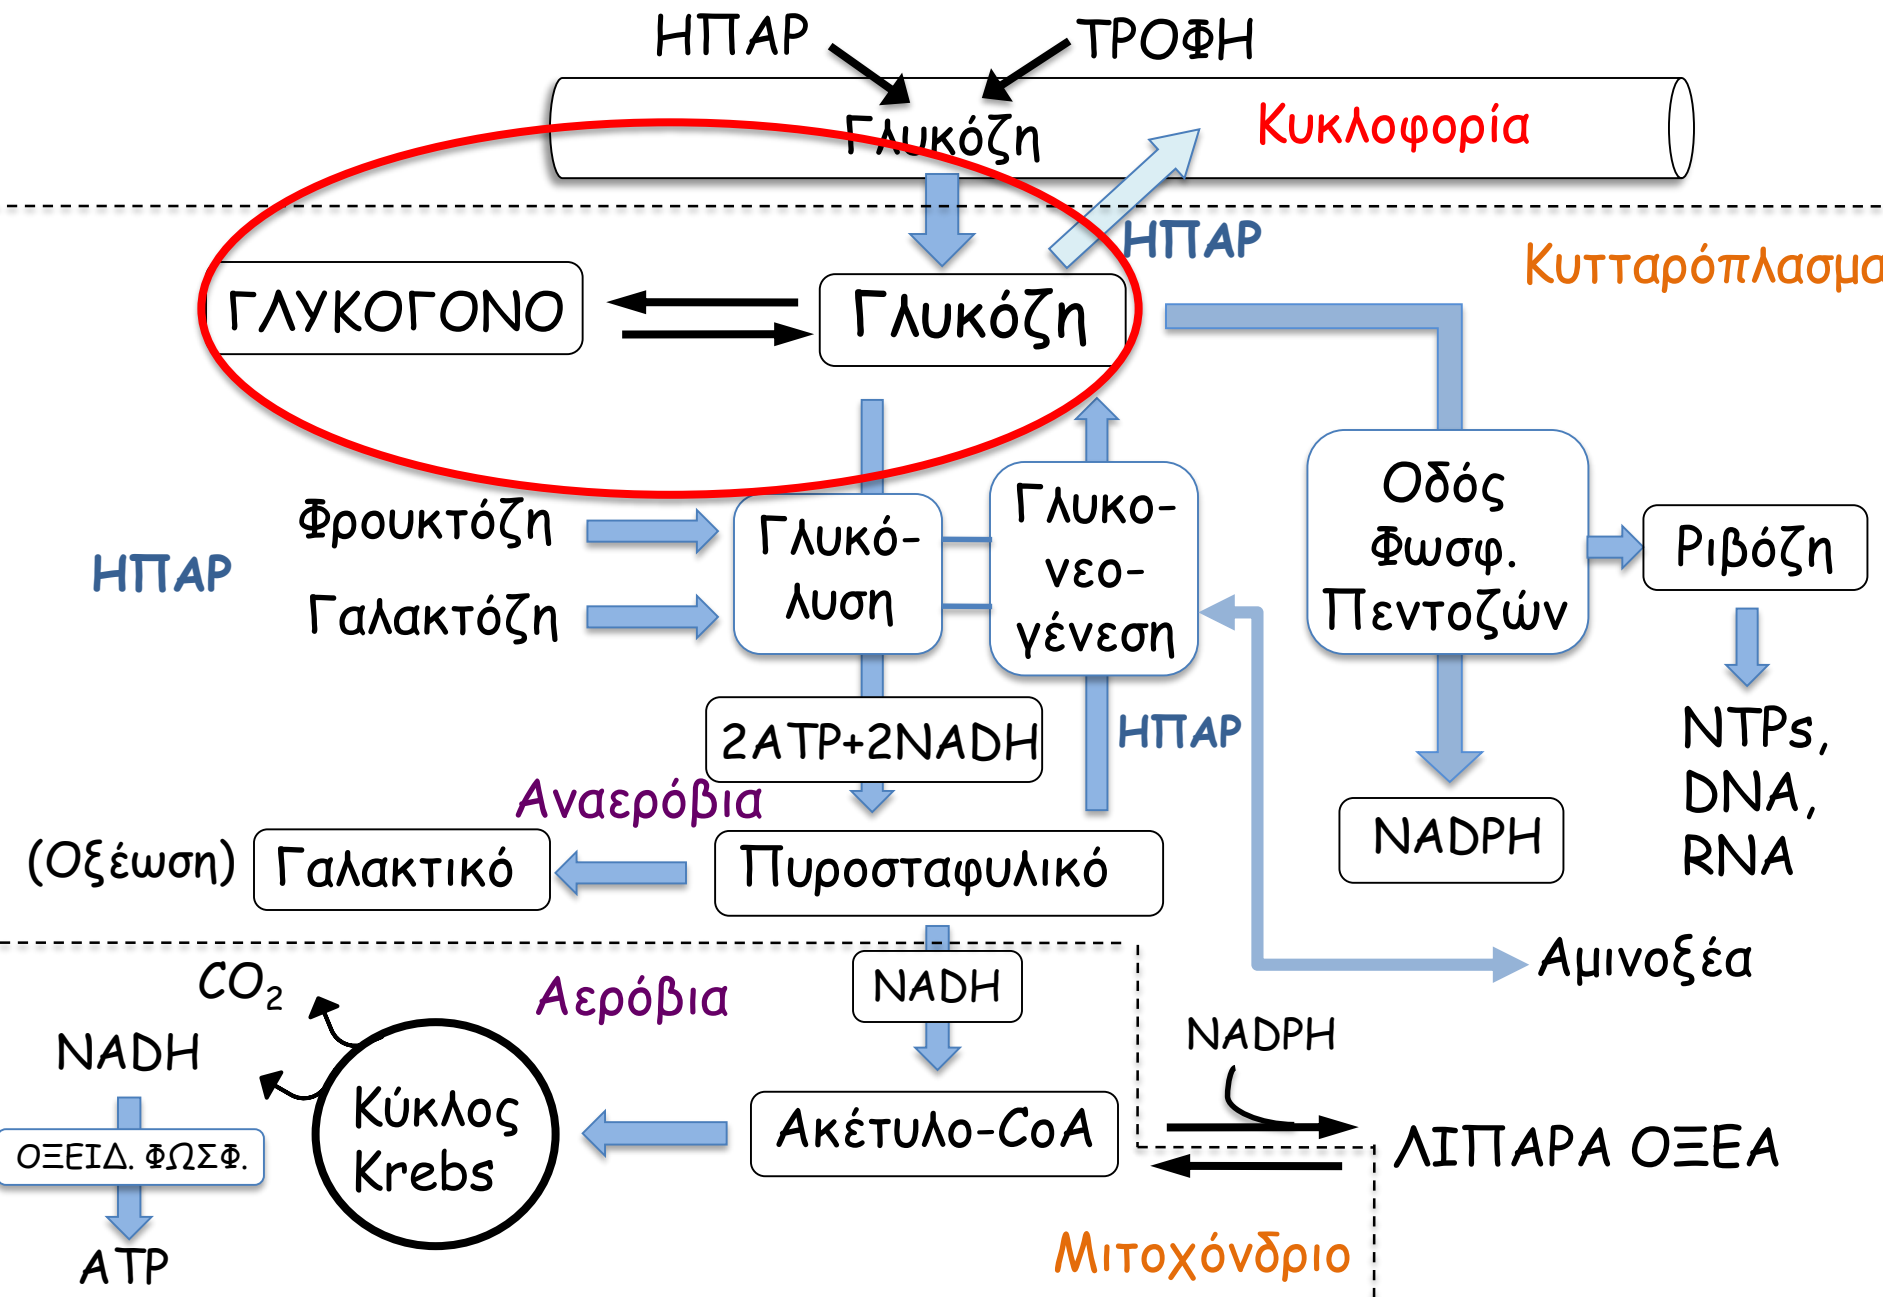 ΗΠΑΡ
ΤΡΟΦΗ
Γλυκόζη
Κυκλοφορία
ΗΠΑΡ
Κυτταρόπλασμα
ΓΛΥΚΟΓΟΝΟ
Γλυκόζη
Φρουκτόζη
Γαλακτόζη
ΗΠΑΡ
Γλυκό-
λυση
Γλυκο-
νεο-
γένεση
Οδός
Φωσφ.
Πεντοζών
Ριβόζη
2ATP+2NADH
ΗΠΑΡ
NTPs,
DNA,
RNA
Αναερόβια
(Οξέωση)
Γαλακτικό
Πυροσταφυλικό
NADPH
Αμινοξέα
CO2
Αερόβια
NADH
NADH
NADPH
Κύκλος
Krebs
Ακέτυλο-CoA
ΛΙΠΑΡΑ ΟΞΕΑ
ΟΞΕΙΔ. ΦΩΣΦ.
ATP
Μιτοχόνδριο